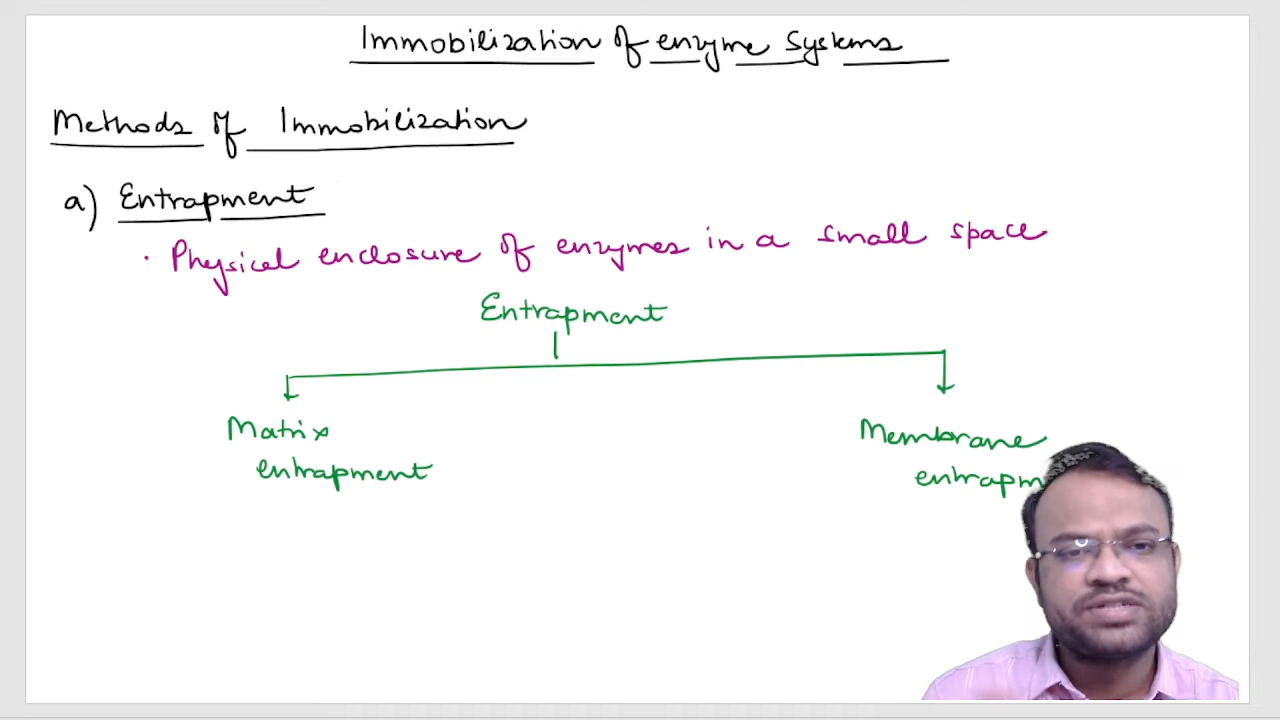 Immobilization of enzyme systems
Methods of Immobilization
a) Entrapment
· Physical enclosure of enzymes in a small space
Entrapment
Matrix
entrapment
Membrane